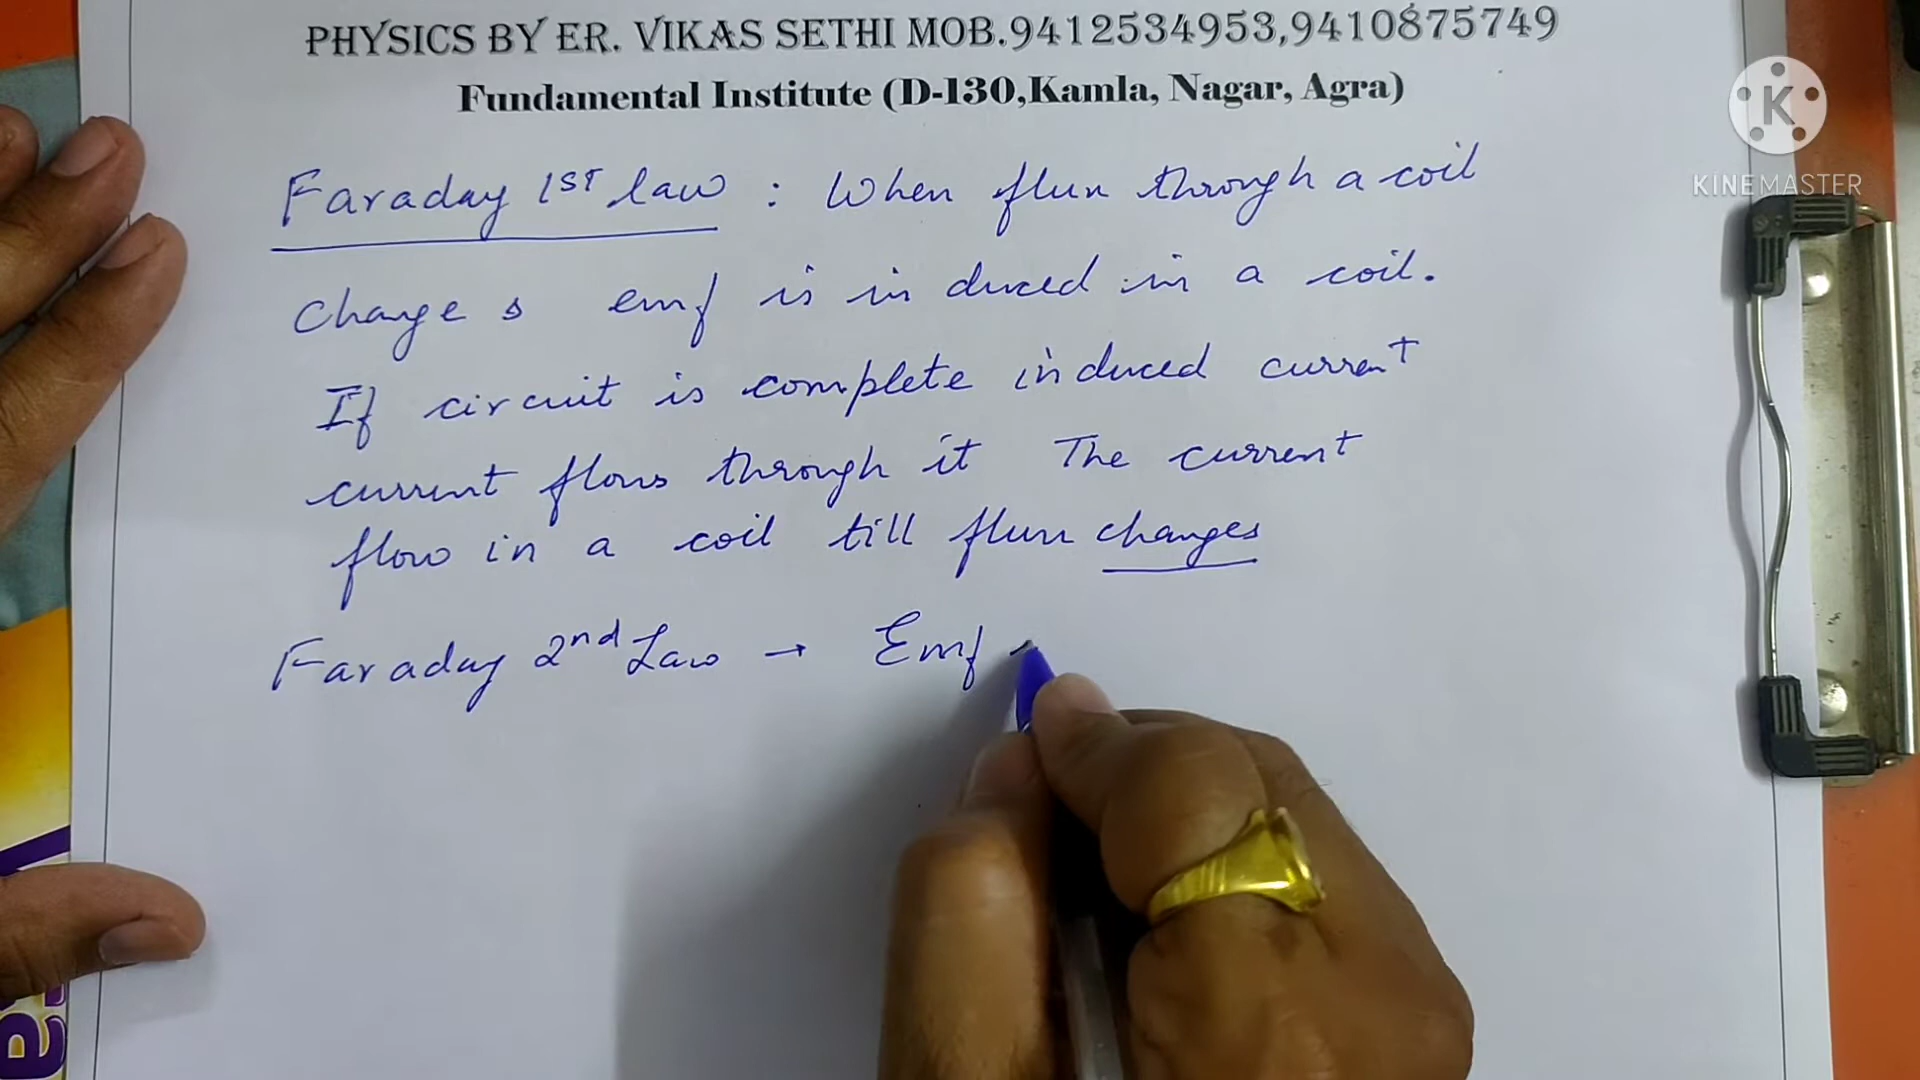 PHYSICS BY ER. VIKAS SETHI MOB.9412534953,9410875749
Fundamental Institute (D-130,Kamla, Nagar, Agra)
K
KINEMASTER
Faraday 1ST law : When flux through a coil
changes emf is induced in a coil.
If circuit is complete induced current
current flows through it The current
flow in a coil till flux changes
Faraday 2nd Law → Emf